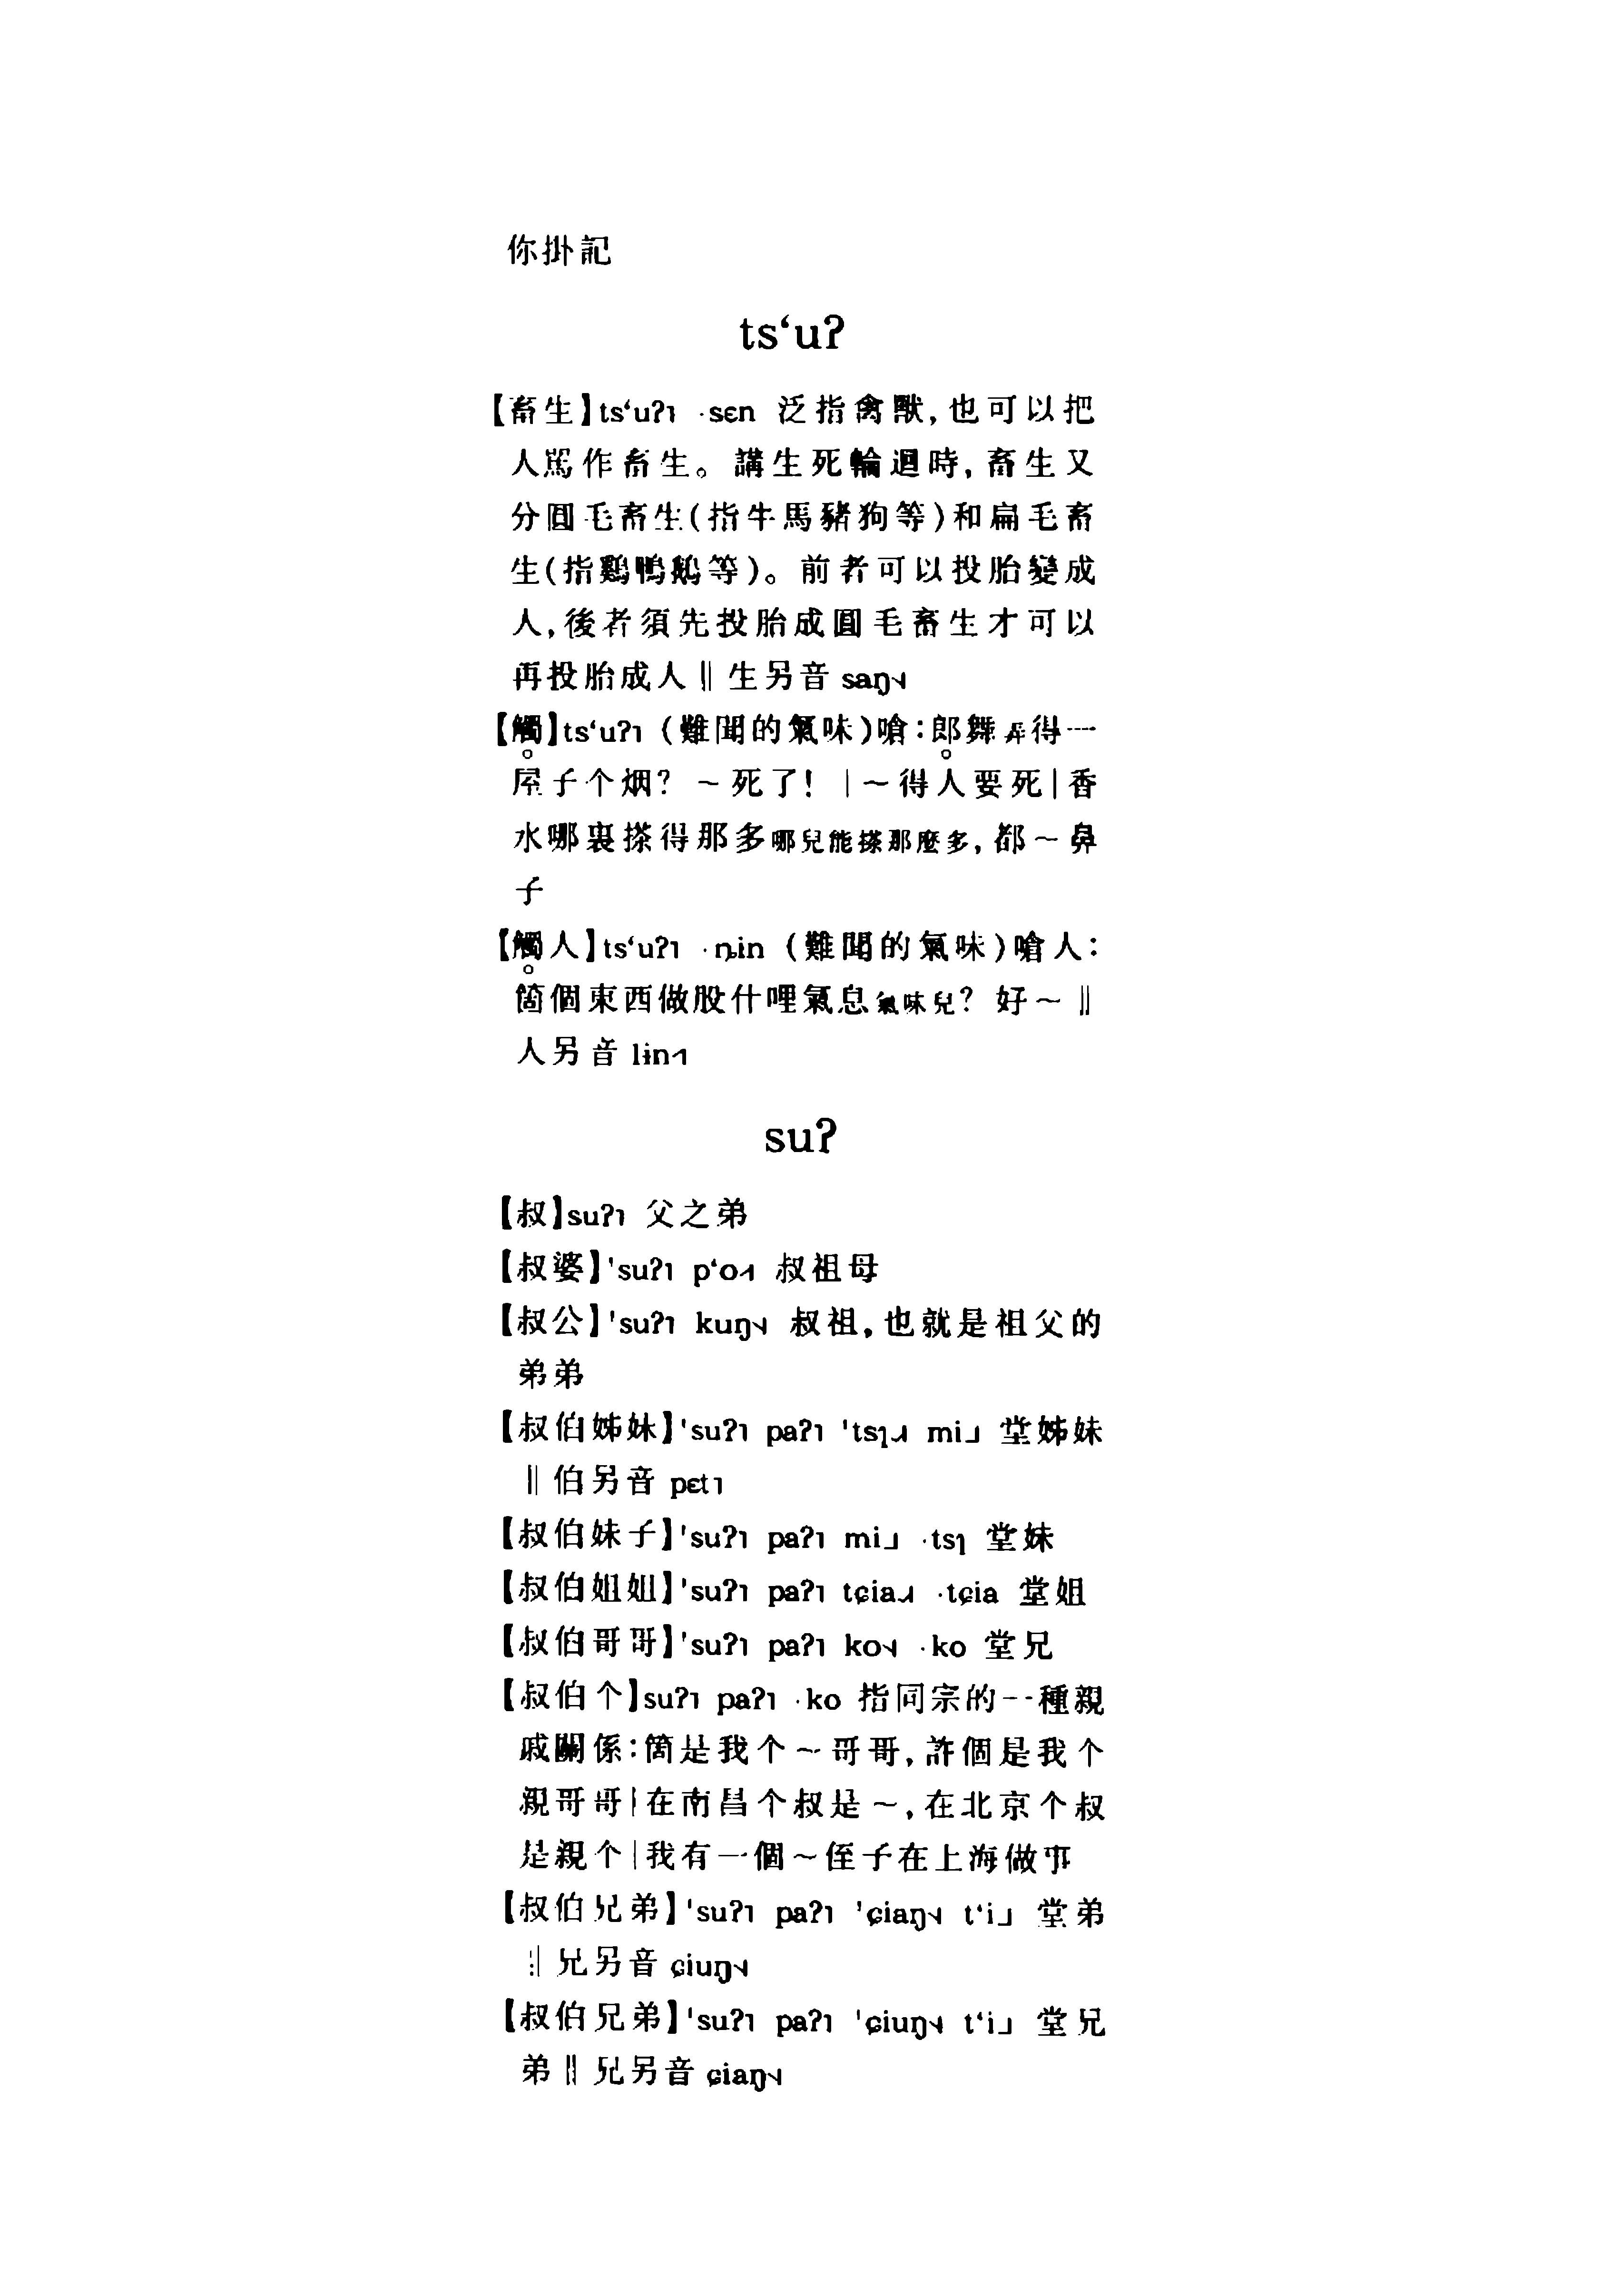 你掛記
ts‘uʔ
【畜生】ts‘uʔ˥ ·sɛn 泛指禽獸,也可以把
人駡作畜生。講生死輪迴時,畜生又
分圓毛畜生(指牛馬豬狗等)和扁毛畜
生(指鷄鴨鵝等)。前者可以投胎變成
人,後者須先投胎成圓毛畜生才可以
再投胎成人‖生另音 saŋ˧˨
【觸】ts‘uʔ˥ (難聞的氣味)嗆:郎舞弄得一
屋子个烟? ～死了! |～得人要死|香
水哪裏搽得那多哪兒能搽那麽多,都～鼻
子
【觸人】ts‘uʔ˥ ·ȵin (難聞的氣味)嗆人:
箇個東西做股什哩氣息氣味兒? 好～‖
人另音 lin
suʔ
【叔】suʔ˥ 父之弟
【叔婆】'suʔ˥ p‘o 叔祖母
【叔公】'suʔ˥ kuŋ˧˨ 叔祖,也就是祖父的
弟弟
【叔伯姊妹】'suʔ˥ paʔ˥ 'tsɿ˨˩˧ mi˩ 堂姊妹
‖伯另音 pɛt˥
【叔伯妹子】'suʔ˥ paʔ˥ mi˩ ·tsɿ 堂妹
【叔伯姐姐】'suʔ˥ paʔ˥ tɕia˨˩˧ ·tɕia 堂姐
【叔伯哥哥】'suʔ˥ paʔ˥ ko˧˨ ·ko 堂兄
【叔伯个】suʔ˥ paʔ˥ ·ko 指同宗的一種親
戚關係:箇是我个～哥哥,許個是我个
親哥哥|在南昌个叔是～,在北京个叔
是親个|我有一個～侄子在上海做事
【叔伯兄弟】'suʔ˥ paʔ˥ 'ɕiaŋ˧˨ t‘i˩ 堂弟
‖兄另音 ɕiuŋ˧˨
【叔伯兄弟】'suʔ˥ paʔ˥ 'ɕiuŋ˧˨ t‘i˩ 堂兄
弟‖兄另音 ɕiaŋ˧˨